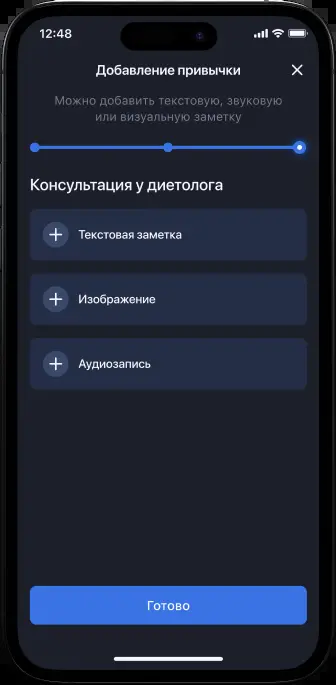 12:48
Добавление привычки
Можно добавить текстовую, звуковую
или визуальную заметку
Консультация у диетолога
Текстовая заметка
Изображение
Аудиозапись
Готово